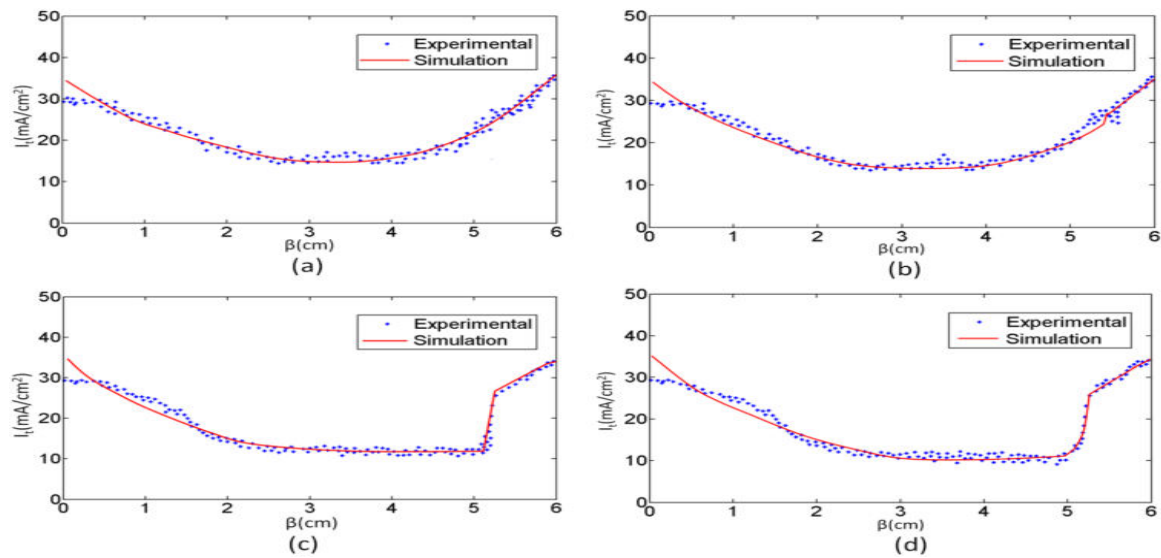 50
40
30
20
10
0
I_t(mA/cm²)
Experimental
Simulation
0 1 2 3 4 5 6
β(cm)
(a)
50
40
30
20
10
0
I_t(mA/cm²)
Experimental
Simulation
0 1 2 3 4 5 6
β(cm)
(b)
50
40
30
20
10
0
I_t(mA/cm²)
Experimental
Simulation
0 1 2 3 4 5 6
β(cm)
(c)
50
40
30
20
10
0
I_t(mA/cm²)
Experimental
Simulation
0 1 2 3 4 5 6
β(cm)
(d)